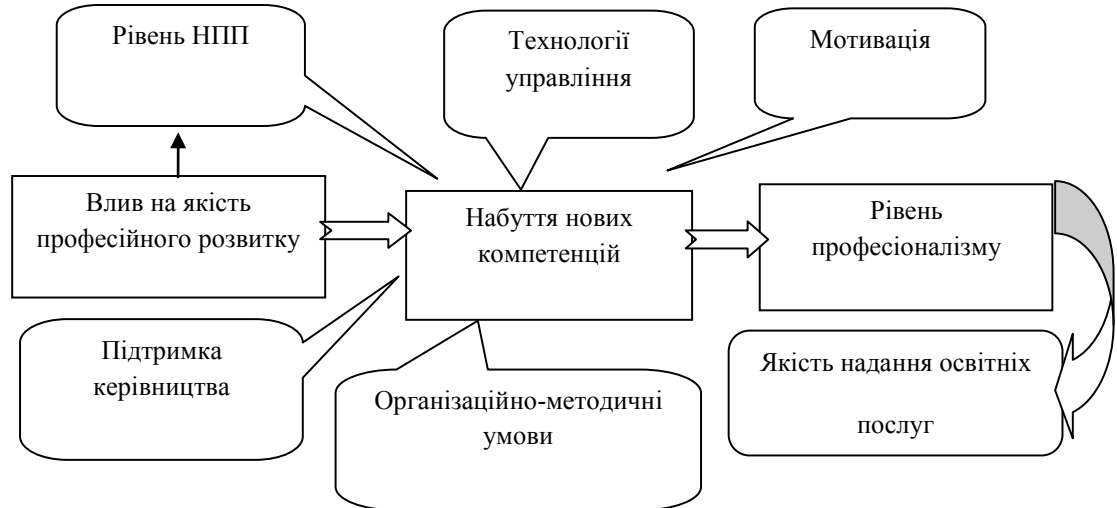 Рівень НПП
Технології
управління
Мотивація
Влив на якість
професійного розвитку
Набуття нових
компетенцій
Рівень
професіоналізму
Підтримка
керівництва
Організаційно-методичні
умови
Якість надання освітніх
послуг